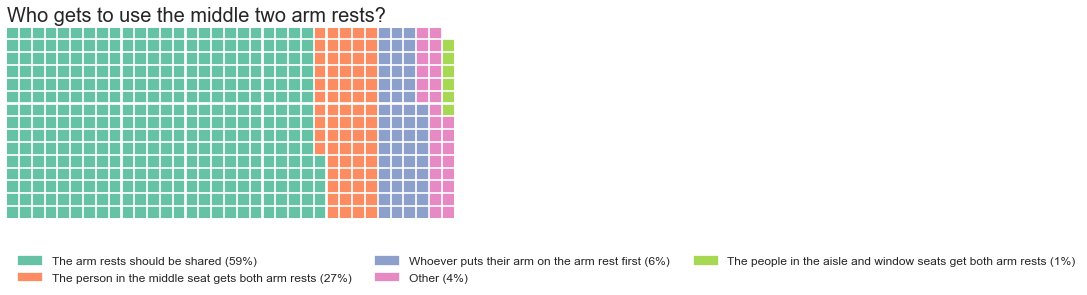 Who gets to use the middle two arm rests?
The arm rests should be shared (59%)
The person in the middle seat gets both arm rests (27%)
Whoever puts their arm on the arm rest first (6%)
Other (4%)
The people in the aisle and window seats get both arm rests (1%)